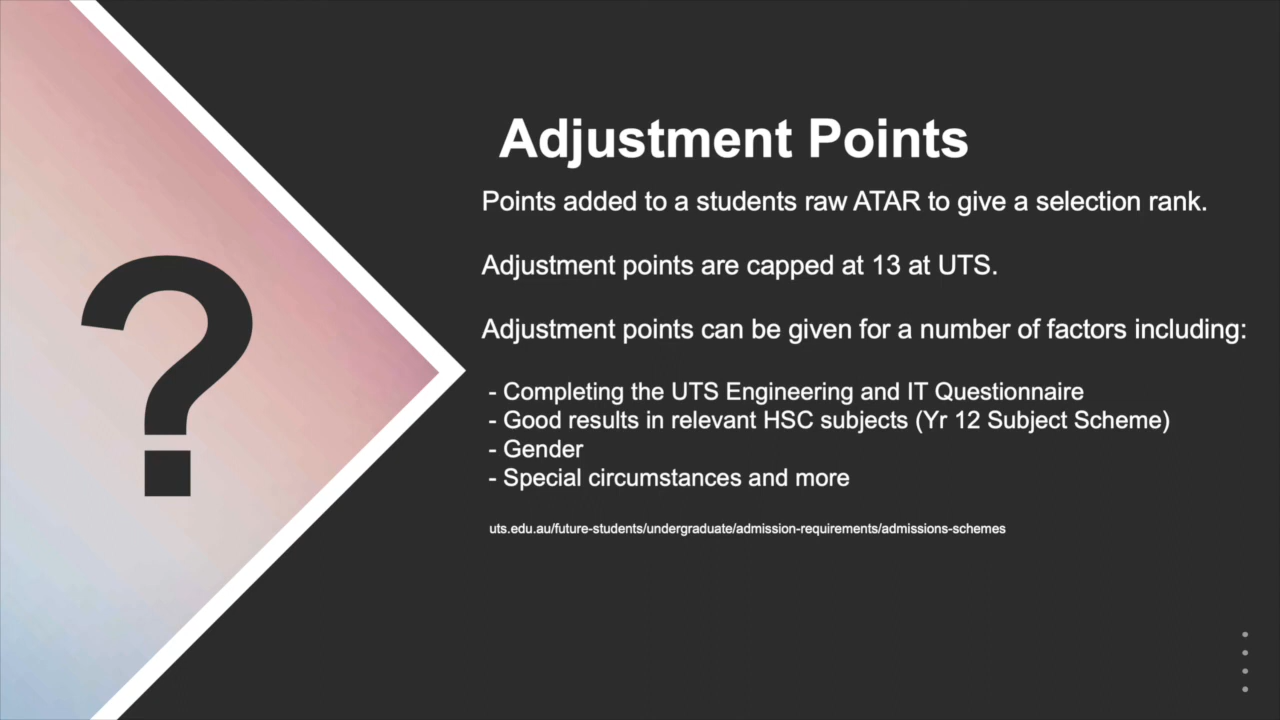 Adjustment Points
Points added to a students raw ATAR to give a selection rank.
Adjustment points are capped at 13 at UTS.
Adjustment points can be given for a number of factors including:
- Completing the UTS Engineering and IT Questionnaire
- Good results in relevant HSC subjects (Yr 12 Subject Scheme)
- Gender
- Special circumstances and more
uts.edu.au/future-students/undergraduate/admission-requirements/admissions-schemes
?